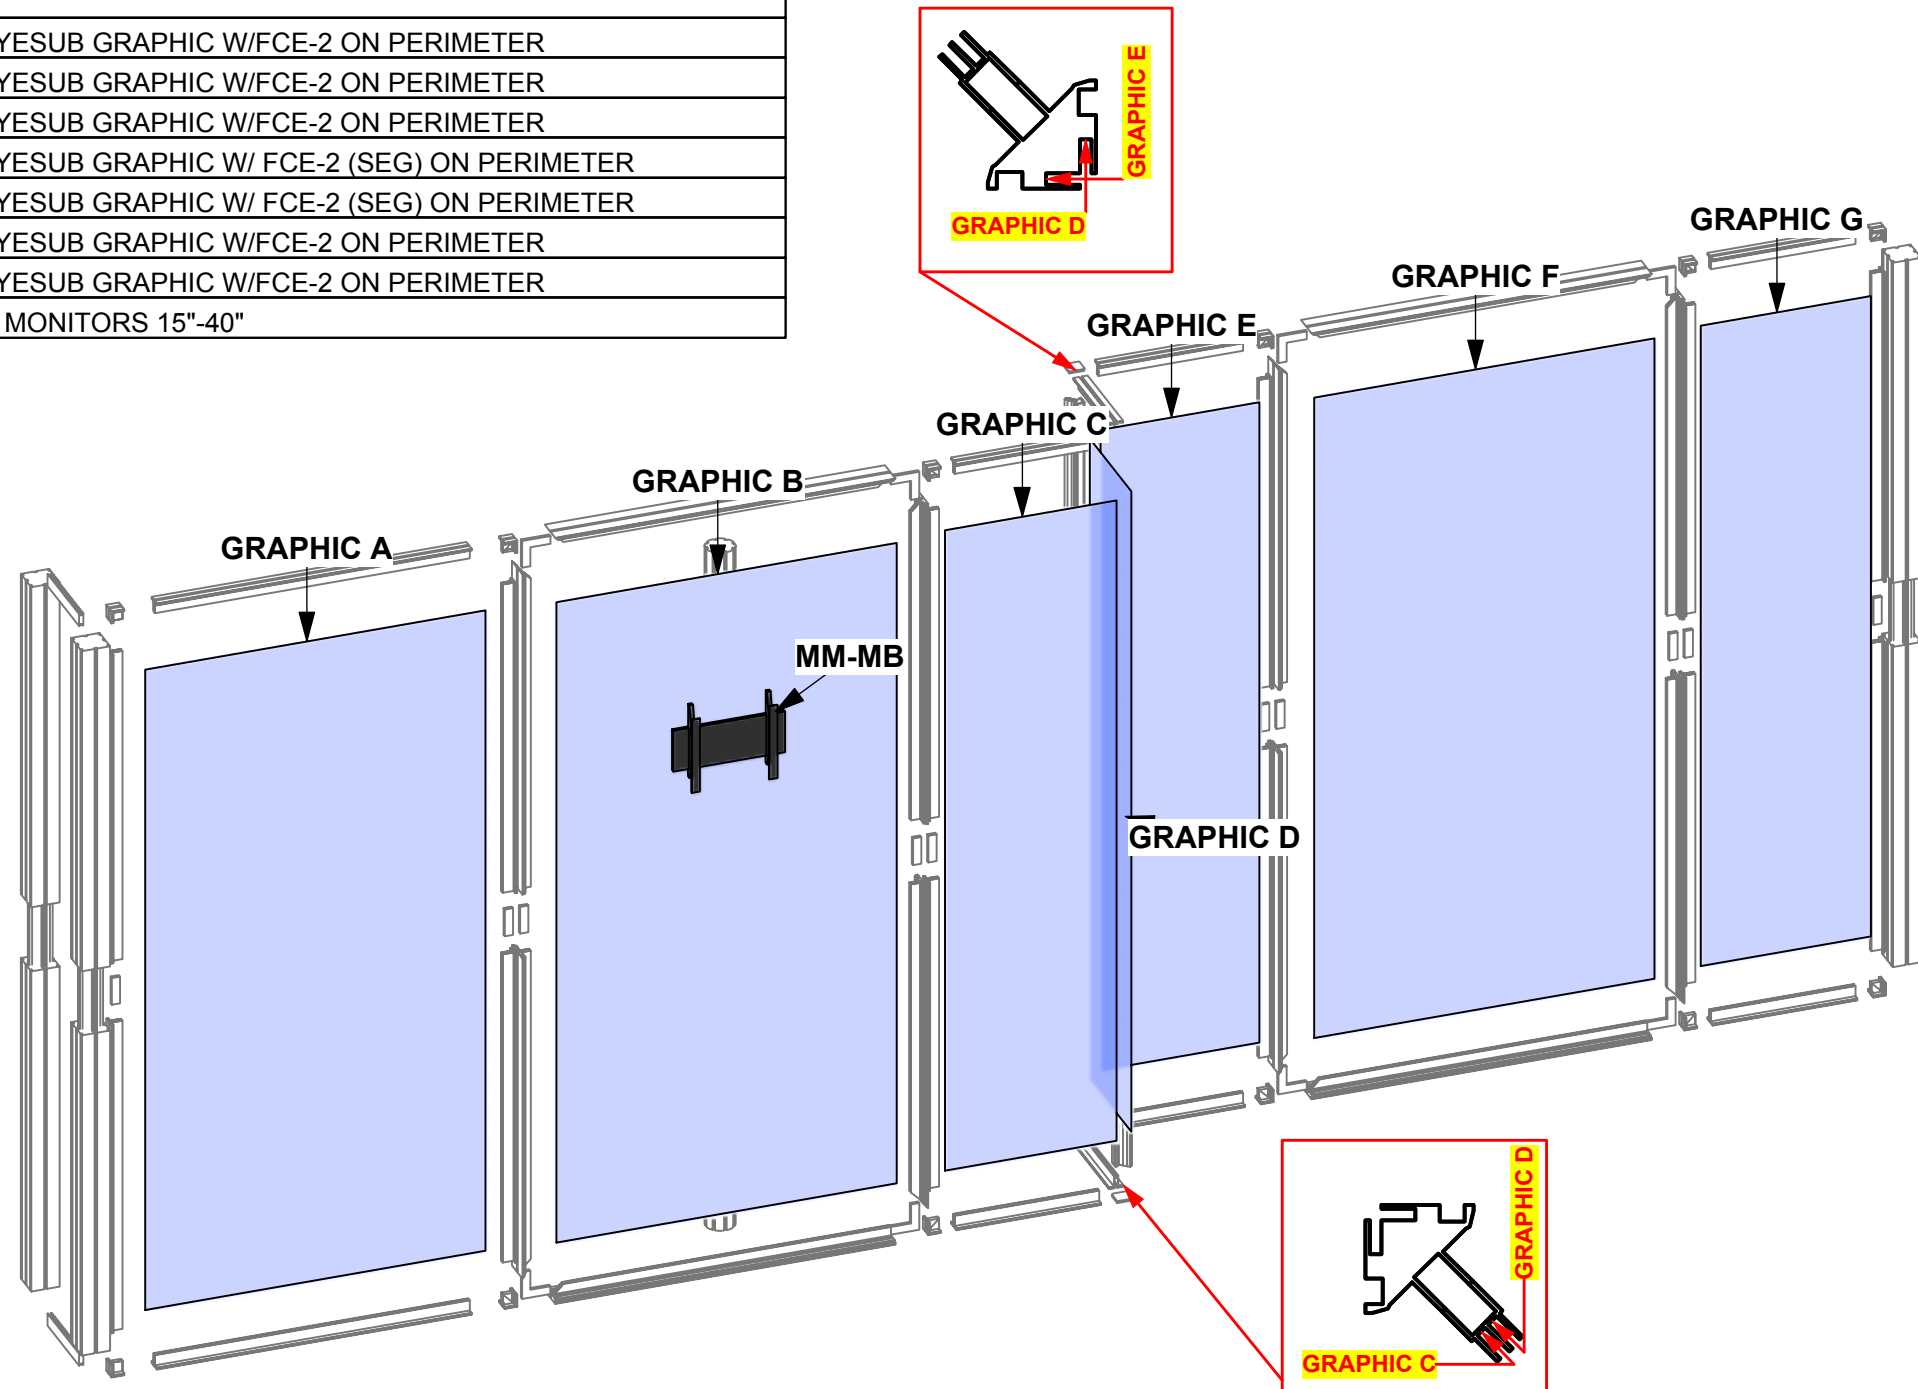 YESUB GRAPHIC W/FCE-2 ON PERIMETER
YESUB GRAPHIC W/FCE-2 ON PERIMETER
YESUB GRAPHIC W/FCE-2 ON PERIMETER
YESUB GRAPHIC W/ FCE-2 (SEG) ON PERIMETER
YESUB GRAPHIC W/ FCE-2 (SEG) ON PERIMETER
YESUB GRAPHIC W/FCE-2 ON PERIMETER
YESUB GRAPHIC W/FCE-2 ON PERIMETER
MONITORS 15"-40"
GRAPHIC E
GRAPHIC D
GRAPHIC G
GRAPHIC F
GRAPHIC E
GRAPHIC C
GRAPHIC B
GRAPHIC A
MM-MB
GRAPHIC D
GRAPHIC D
GRAPHIC C